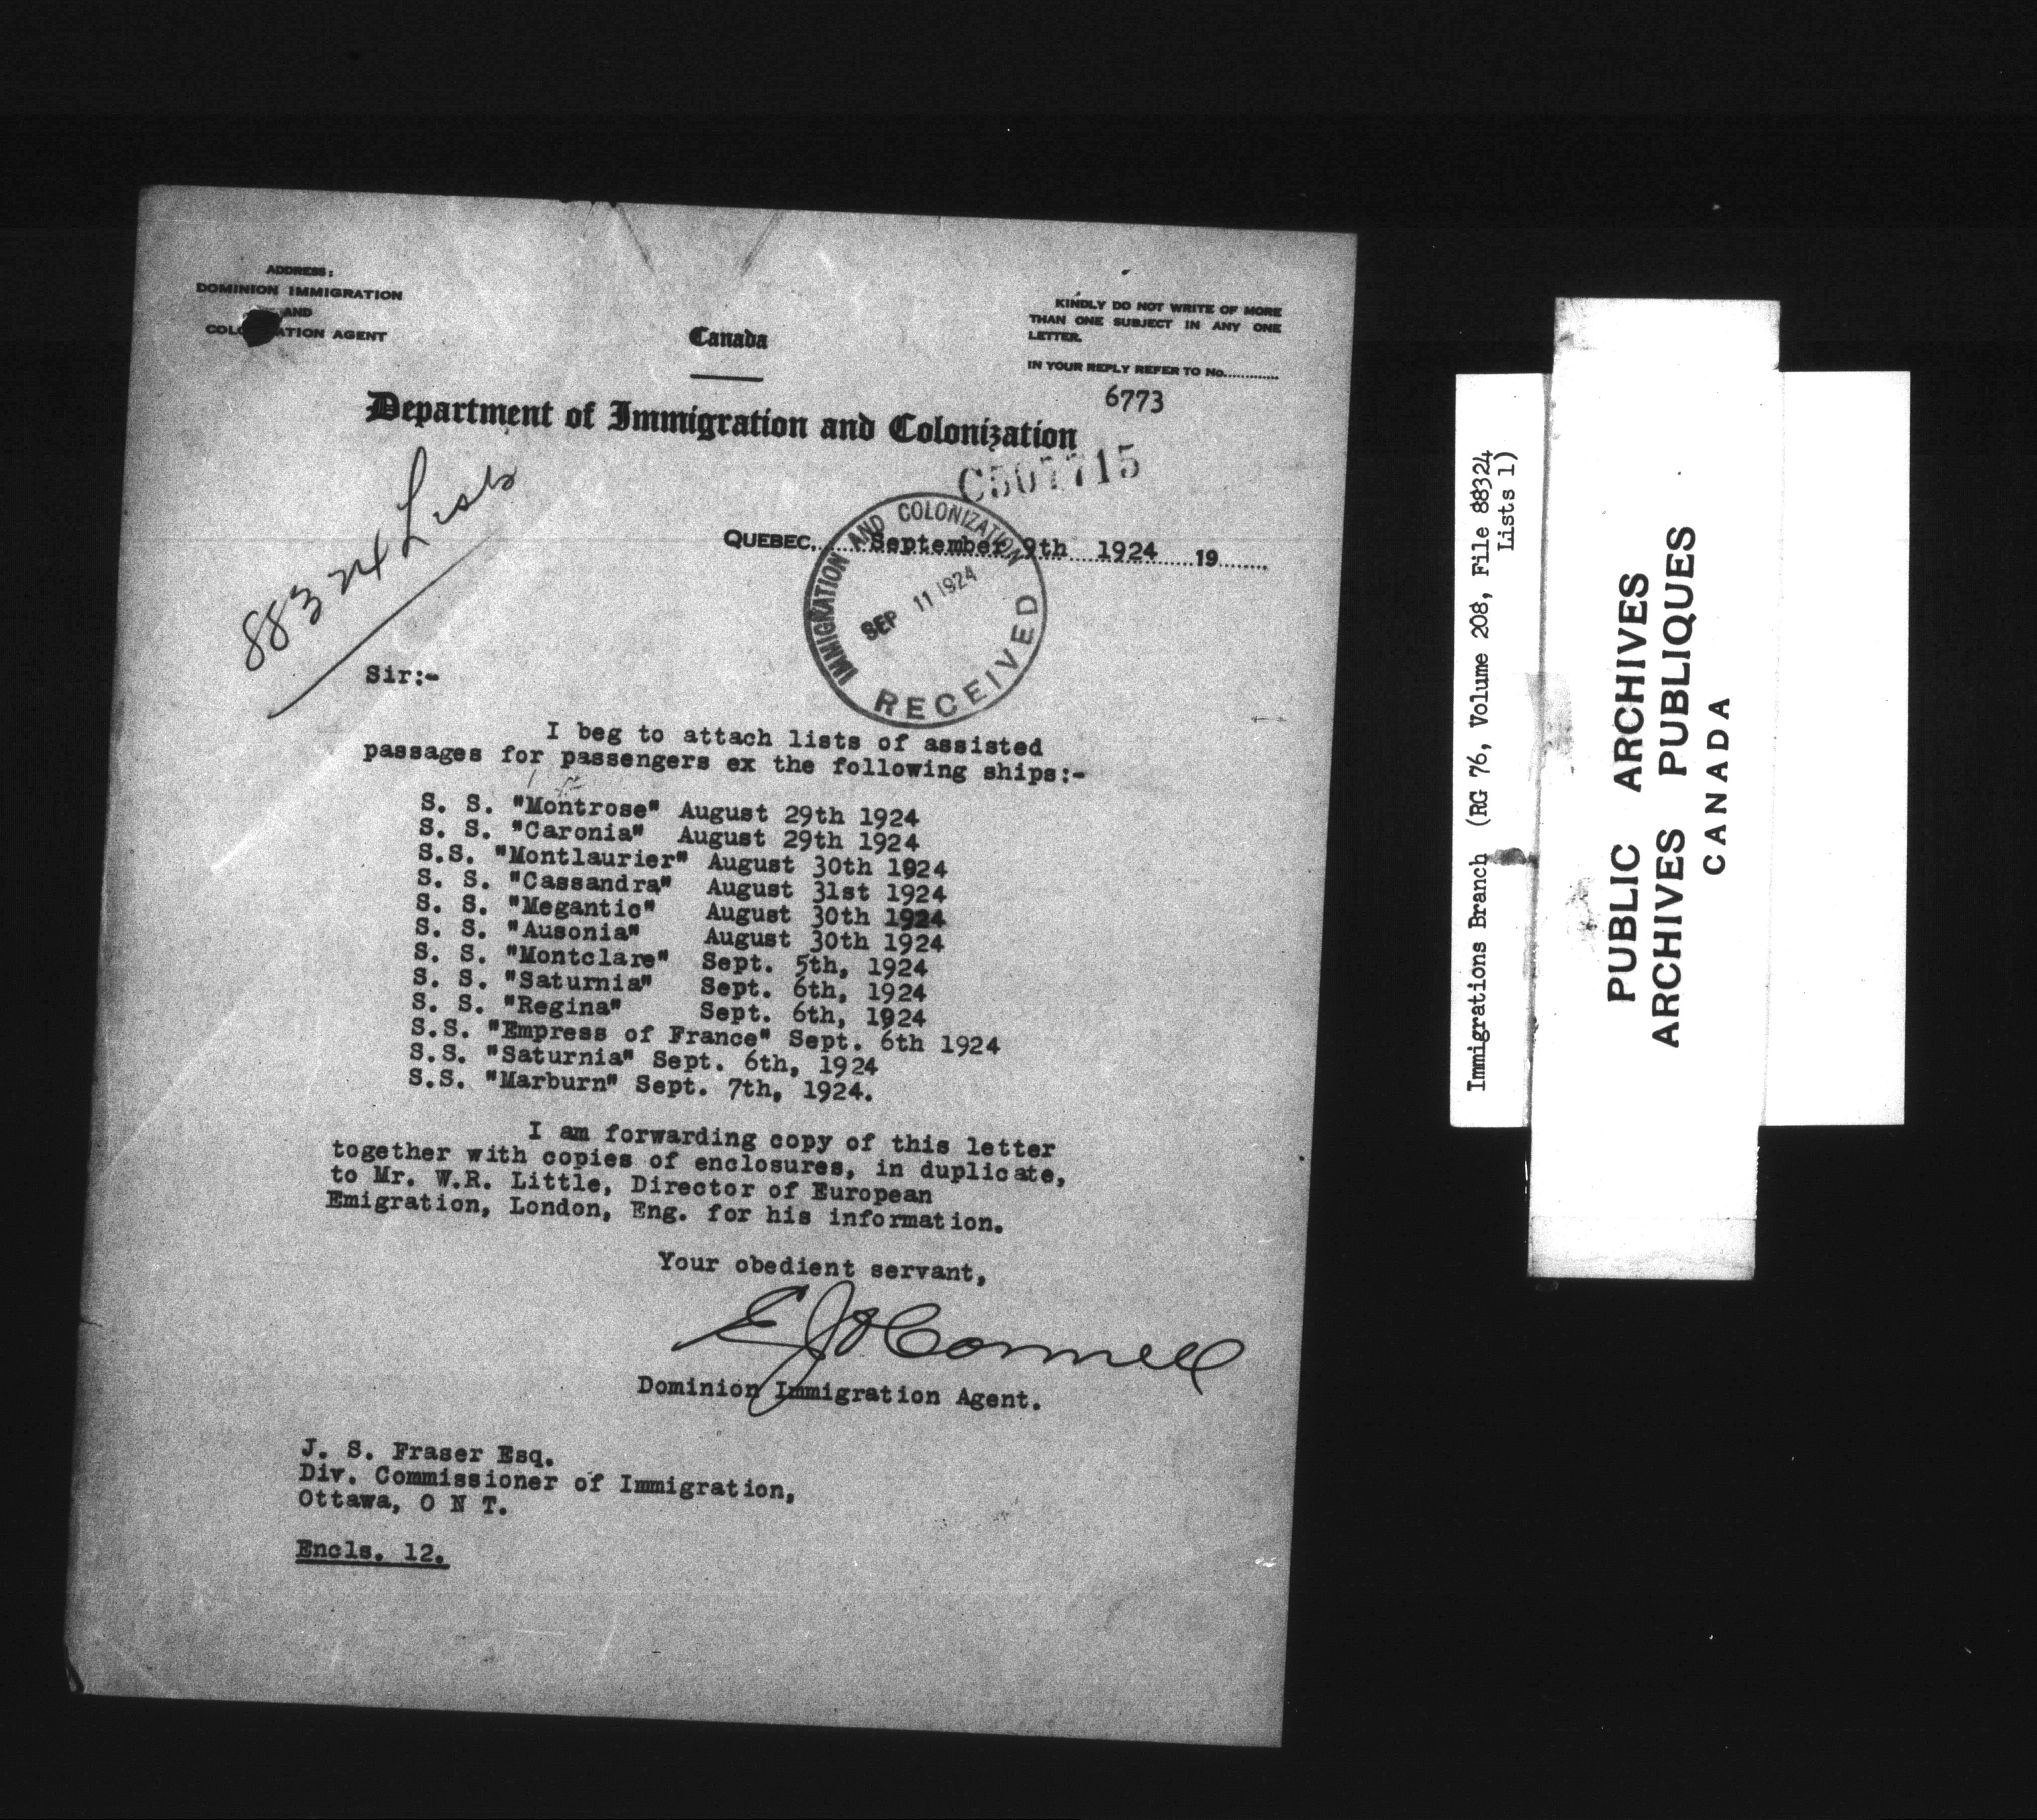 ADDRESS:
DOMINION IMMIGRATION
AND
COL ATION AGENT
Canada
KINDLY DO NOT WRITE OF MORE
THAN ONE SUBJECT IN ANY ONE
LETTER.
IN YOUR REPLY REFER TO No............
6773
Department of Immigration and Colonization
C507715
88324 Lists
QUEBEC, September 9th 1924 19
IMMIGRATION AND COLONIZATION
SEP 11 1924
RECEIVED
Sir:-
I beg to attach lists of assisted
passages for passengers ex the following ships:-
S. S. "Montrose" August 29th 1924
S. S. "Caronia" August 29th 1924
S.S. "Montlaurier" August 30th 1924
S. S. "Cassandra" August 31st 1924
S. S. "Megantic" August 30th 1924
S. S. "Ausonia" August 30th 1924
S. S. "Montclare" Sept. 5th, 1924
S. S. "Saturnia" Sept. 6th, 1924
S. S. "Regina" Sept. 6th, 1924
S.S. "Empress of France" Sept. 6th 1924
S.S. "Saturnia" Sept. 6th, 1924
S.S. "Marburn" Sept. 7th, 1924.
I am forwarding copy of this letter
together with copies of enclosures, in duplicate,
to Mr. W.R. Little, Director of European
Emigration, London, Eng. for his information.
Your obedient servant,
E J O'Connell
Dominion Immigration Agent.
J. S. Fraser Esq.
Div. Commissioner of Immigration,
Ottawa, O N T.
Encls. 12.
Immigrations Branch (RG 76, Volume 208, File 88324
Lists 1)
PUBLIC ARCHIVES
ARCHIVES PUBLIQUES
CANADA